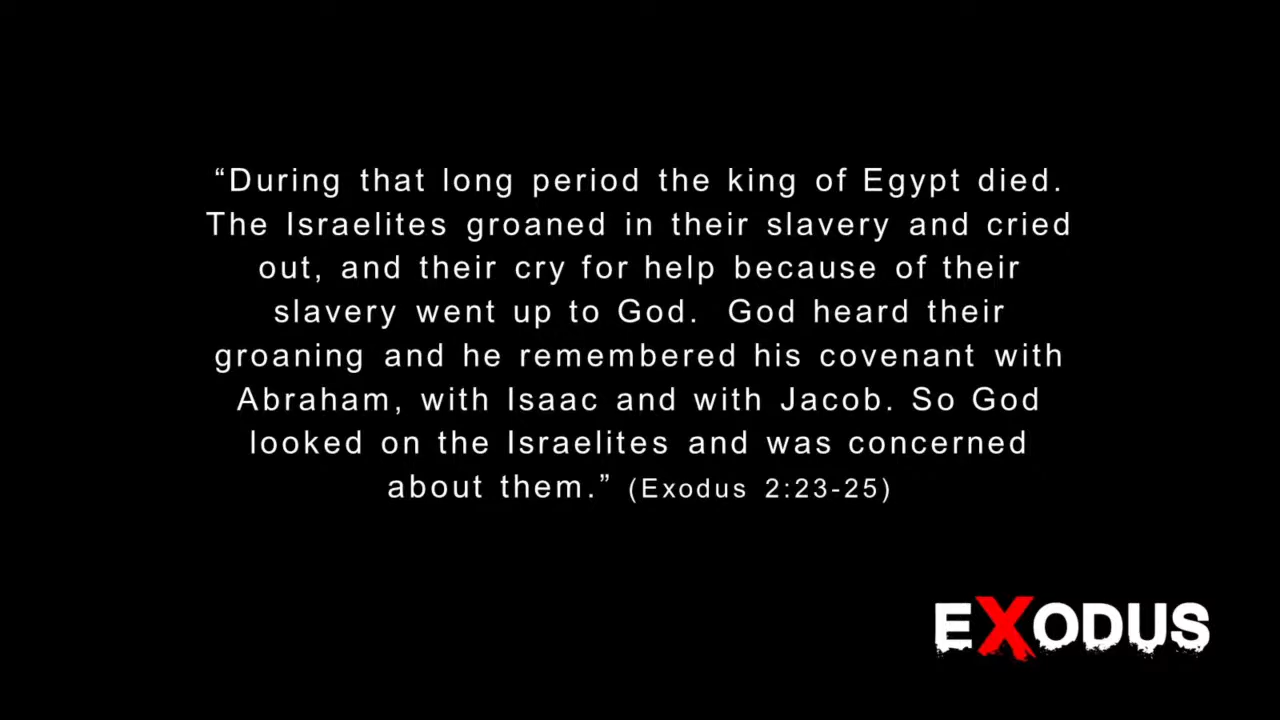 “During that long period the king of Egypt died.
The Israelites groaned in their slavery and cried
out, and their cry for help because of their
slavery went up to God.  God heard their
groaning and he remembered his covenant with
Abraham, with Isaac and with Jacob. So God
looked on the Israelites and was concerned
about them.” (Exodus 2:23-25)
EXODUS